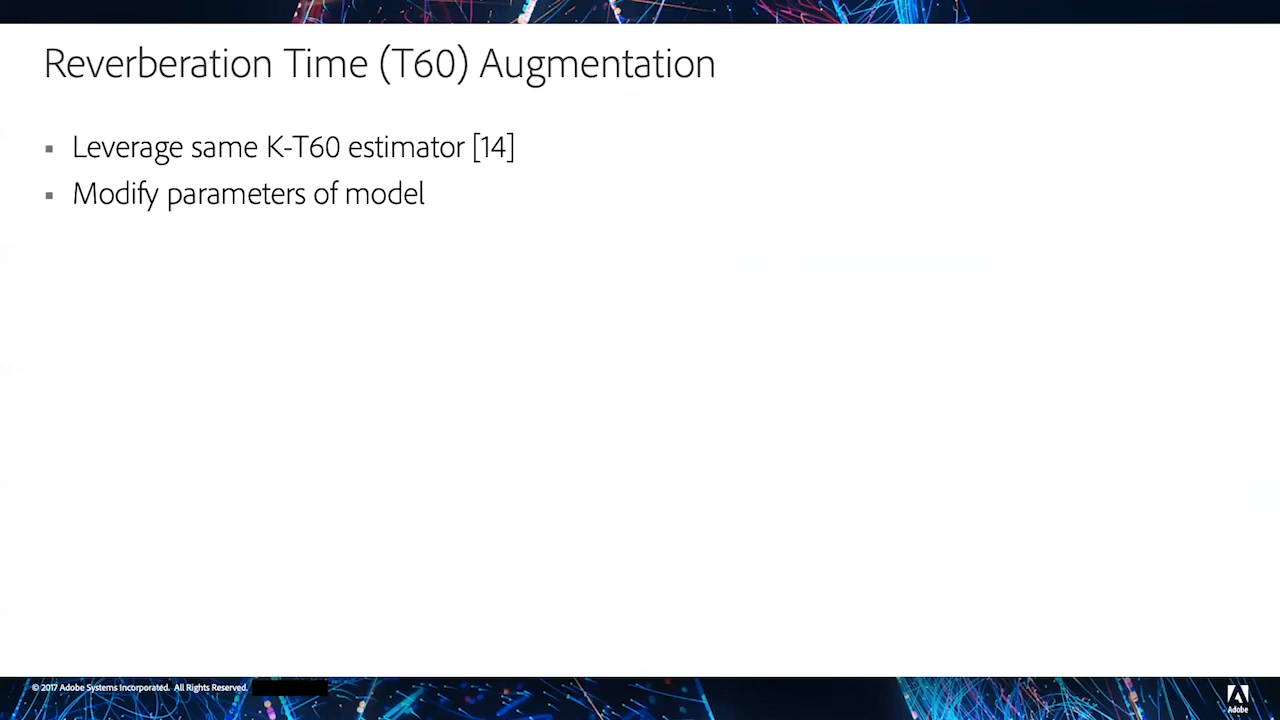 Reverberation Time (T60) Augmentation
▪ Leverage same K-T60 estimator [14]
▪ Modify parameters of model
© 2017 Adobe Systems Incorporated. All Rights Reserved.
Adobe